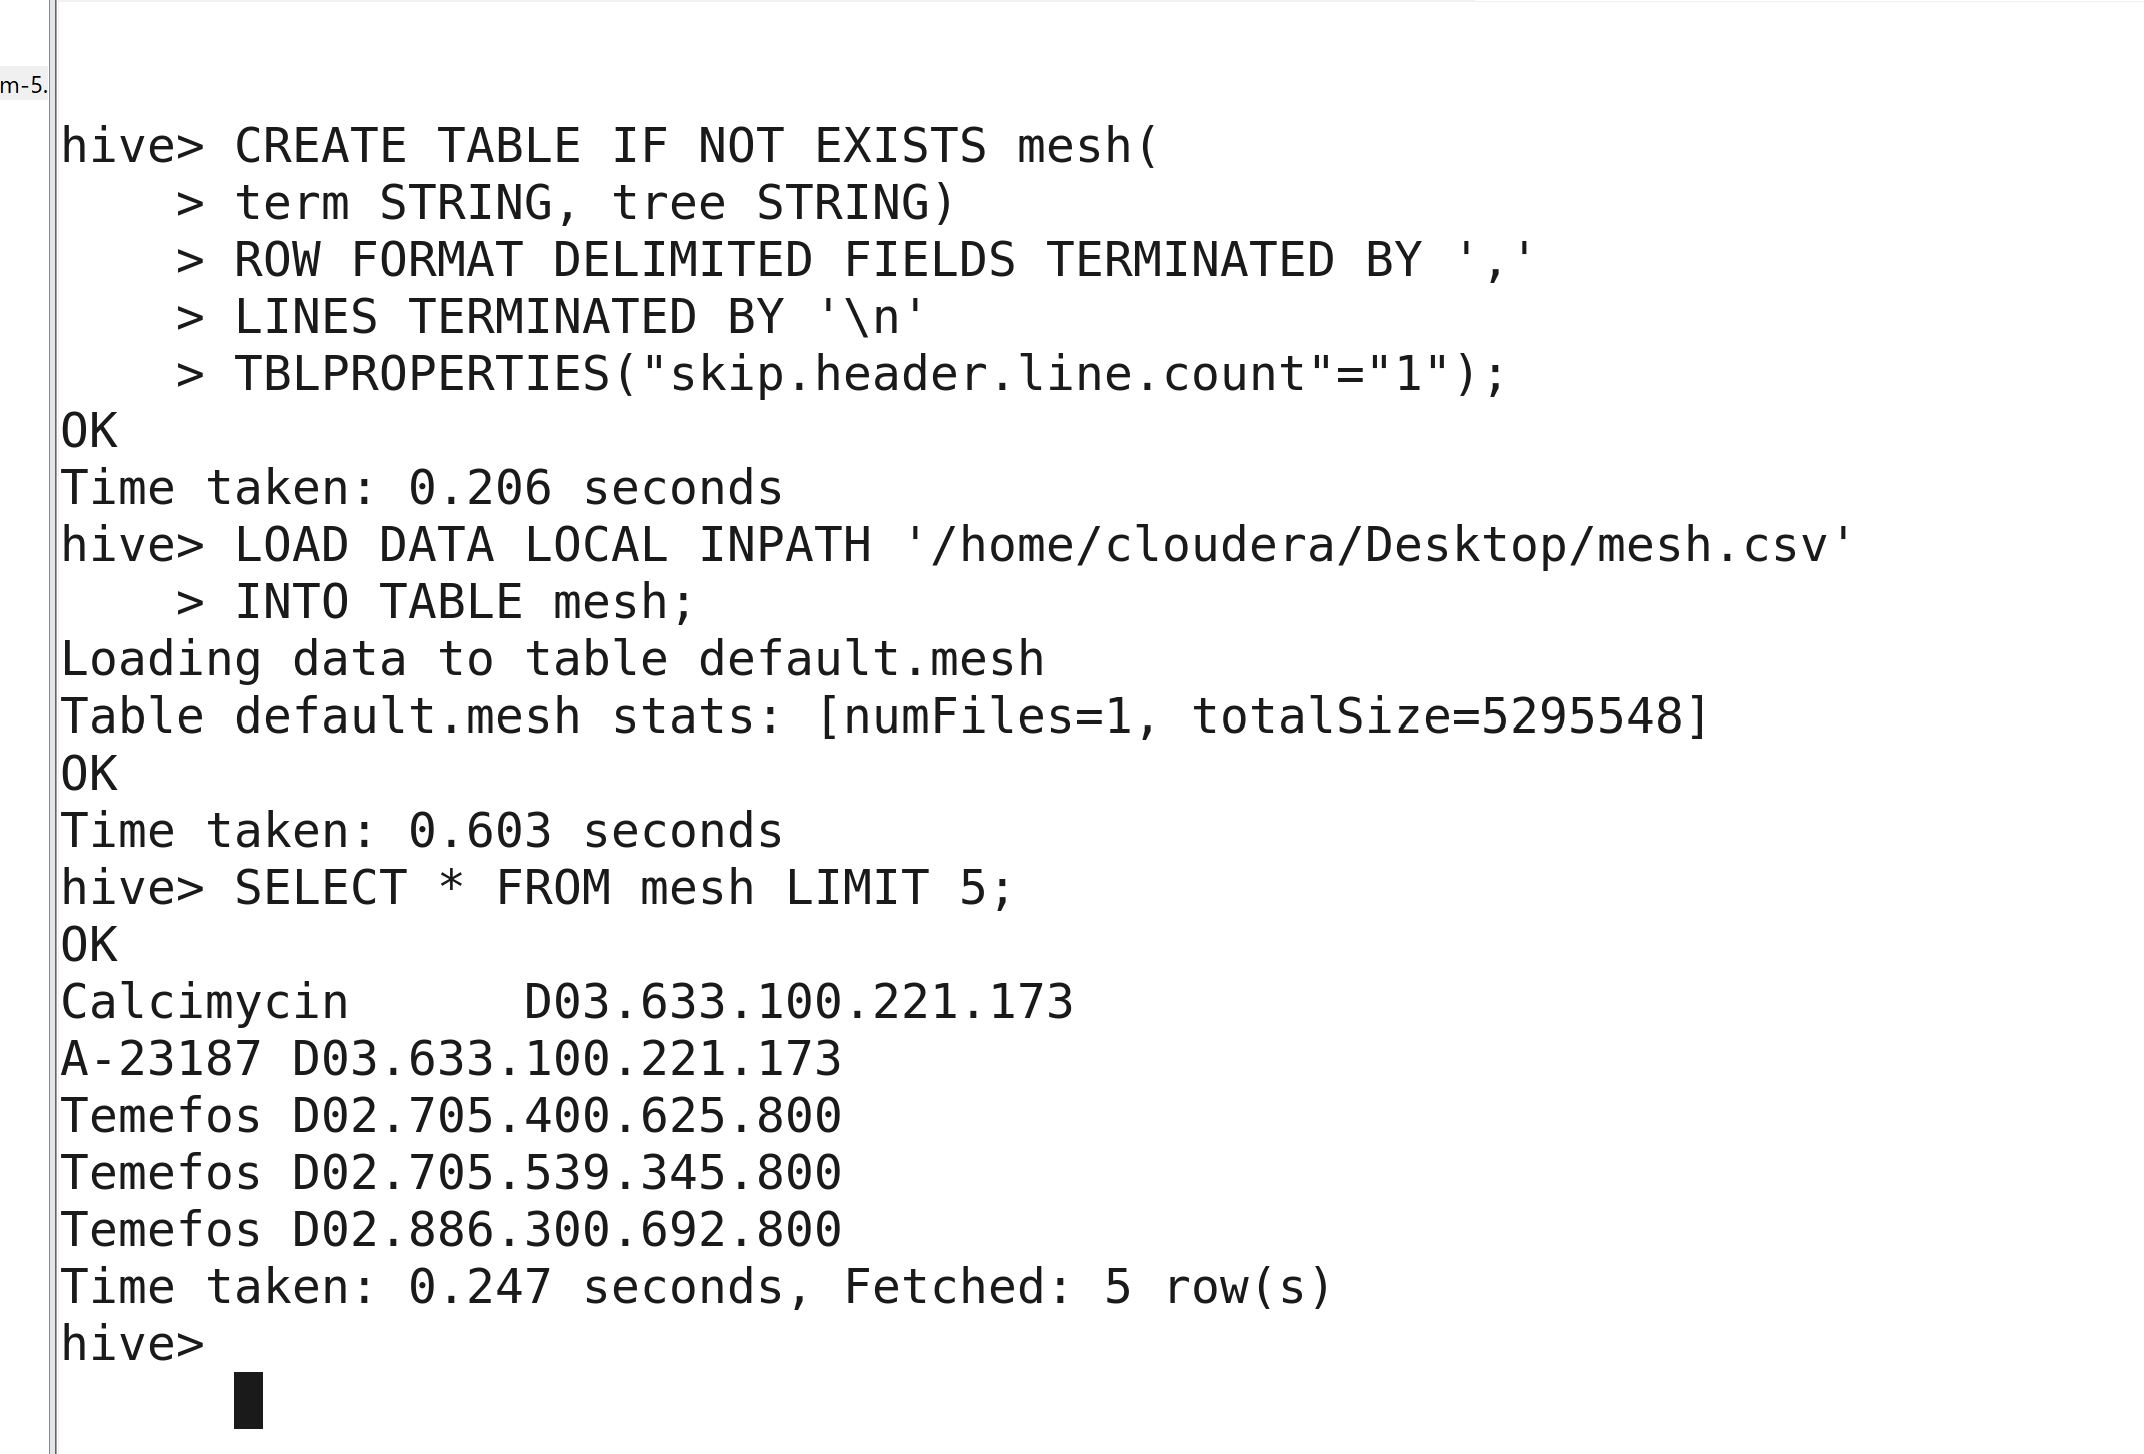 m-5.
hive> CREATE TABLE IF NOT EXISTS mesh(
    > term STRING, tree STRING)
    > ROW FORMAT DELIMITED FIELDS TERMINATED BY ','
    > LINES TERMINATED BY '\n'
    > TBLPROPERTIES("skip.header.line.count"="1");
OK
Time taken: 0.206 seconds
hive> LOAD DATA LOCAL INPATH '/home/cloudera/Desktop/mesh.csv'
    > INTO TABLE mesh;
Loading data to table default.mesh
Table default.mesh stats: [numFiles=1, totalSize=5295548]
OK
Time taken: 0.603 seconds
hive> SELECT * FROM mesh LIMIT 5;
OK
Calcimycin      D03.633.100.221.173
A-23187 D03.633.100.221.173
Temefos D02.705.400.625.800
Temefos D02.705.539.345.800
Temefos D02.886.300.692.800
Time taken: 0.247 seconds, Fetched: 5 row(s)
hive>